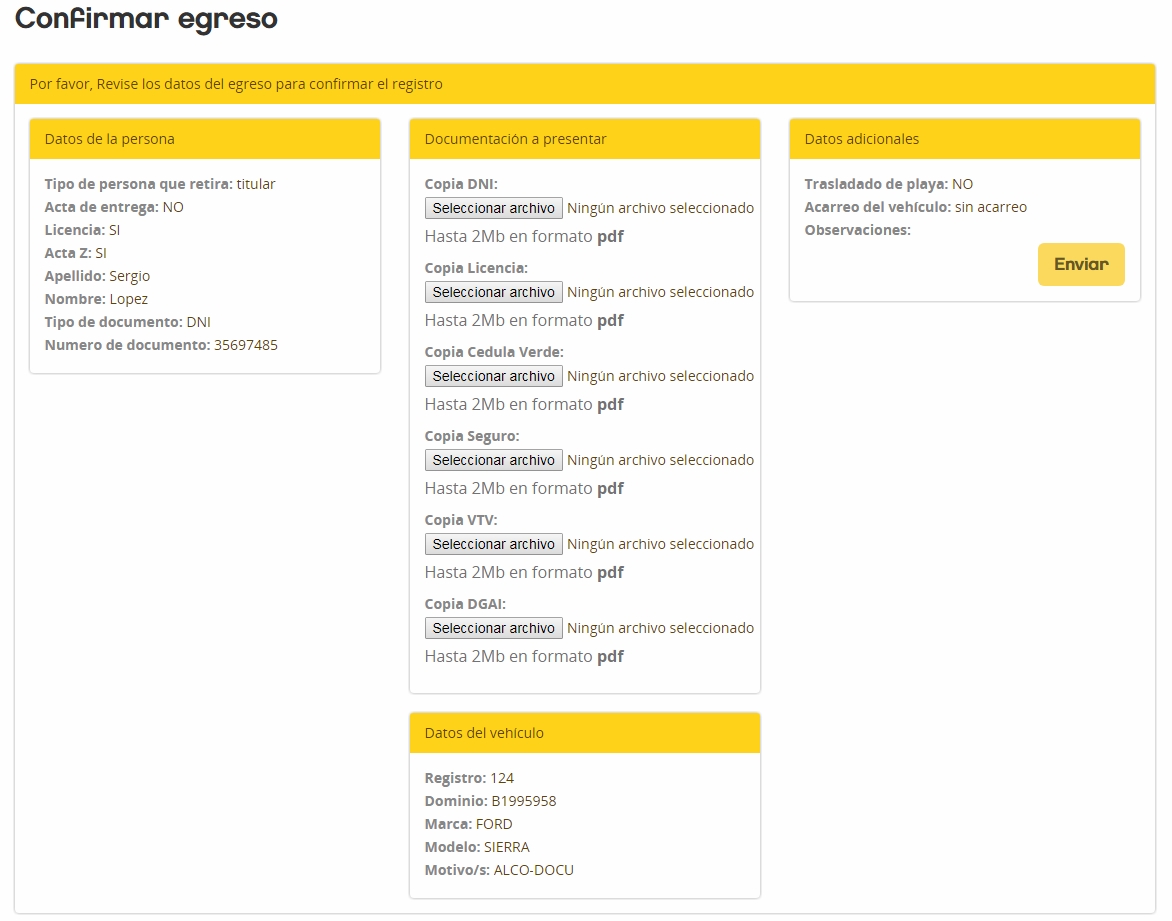 Confirmar egreso
Por favor, Revise los datos del egreso para confirmar el registro
Datos de la persona
Tipo de persona que retira: titular
Acta de entrega: NO
Licencia: SI
Acta Z: SI
Apellido: Sergio
Nombre: Lopez
Tipo de documento: DNI
Numero de documento: 35697485
Documentación a presentar
Copia DNI:
Seleccionar archivo Ningún archivo seleccionado
Hasta 2Mb en formato pdf
Copia Licencia:
Seleccionar archivo Ningún archivo seleccionado
Hasta 2Mb en formato pdf
Copia Cedula Verde:
Seleccionar archivo Ningún archivo seleccionado
Hasta 2Mb en formato pdf
Copia Seguro:
Seleccionar archivo Ningún archivo seleccionado
Hasta 2Mb en formato pdf
Copia VTV:
Seleccionar archivo Ningún archivo seleccionado
Hasta 2Mb en formato pdf
Copia DGAI:
Seleccionar archivo Ningún archivo seleccionado
Hasta 2Mb en formato pdf
Datos del vehículo
Registro: 124
Dominio: B1995958
Marca: FORD
Modelo: SIERRA
Motivo/s: ALCO-DOCU
Datos adicionales
Trasladado de playa: NO
Acarreo del vehículo: sin acarreo
Observaciones:
Enviar